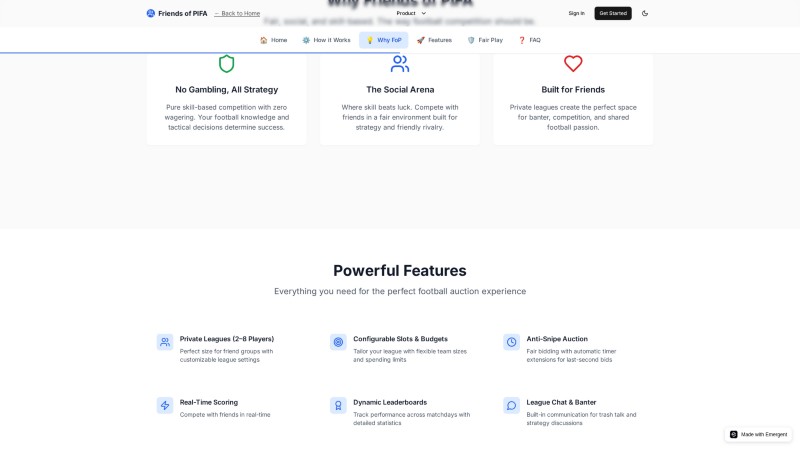 Why Friends of PIFA
Friends of PIFA
← Back to Home
Product
Sign In
Get Started
Fair, social, and skill-based. The way football competition should be.
Home
How it Works
Why FoP
Features
Fair Play
FAQ
No Gambling, All Strategy
Pure skill-based competition with zero
wagering. Your football knowledge and
tactical decisions determine success.
The Social Arena
Where skill beats luck. Compete with
friends in a fair environment built for
strategy and friendly rivalry.
Built for Friends
Private leagues create the perfect space
for banter, competition, and shared
football passion.
Powerful Features
Everything you need for the perfect football auction experience
Private Leagues (2–8 Players)
Perfect size for friend groups with
customizable league settings
Configurable Slots & Budgets
Tailor your league with flexible team sizes
and spending limits
Anti-Snipe Auction
Fair bidding with automatic timer
extensions for last-second bids
Real-Time Scoring
Compete with friends in real-time
Dynamic Leaderboards
Track performance across matchdays with
detailed statistics
League Chat & Banter
Built-in communication for trash talk and
strategy discussions
Made with Emergent